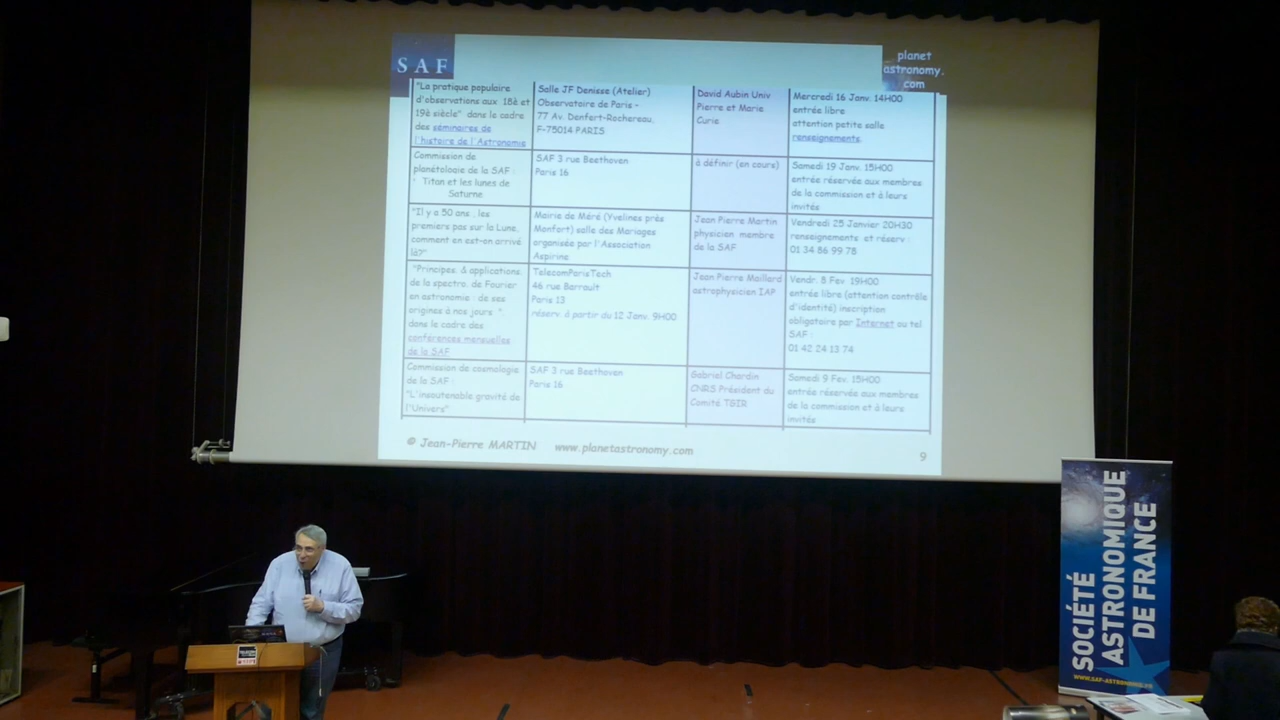 SAF
planet
astronomy.
com
"La pratique populaire
d'observations aux 18è et
19è siècle" dans le cadre
des séminaires de
l'histoire de l'Astronomie
Salle JF Denisse (Atelier)
Observatoire de Paris -
77 Av. Denfert-Rochereau,
F-75014 PARIS
David Aubin Univ
Pierre et Marie
Curie
Mercredi 16 Janv. 14H00
entrée libre
attention petite salle
renseignements.
Commission de
planétologie de la SAF :
" Titan et les lunes de
Saturne
SAF 3 rue Beethoven
Paris 16
à définir (en cours)
Samedi 19 Janv. 15H00
entrée réservée aux membres
de la commission et à leurs
invités
"Il y a 50 ans , les
premiers pas sur la Lune,
comment en est-on arrivé
là?"
Mairie de Méré (Yvelines près
Monfort) salle des Mariages
organisée par l'Association
Aspirine
Jean Pierre Martin
physicien membre
de la SAF
Vendredi 25 Janvier 20H30
renseignements et réserv :
01 34 86 99 78
"Principes. & applications.
de la spectro. de Fourier
en astronomie : de ses
origines à nos jours "
dans le cadre des
conférences mensuelles
de la SAF
TelecomParisTech
46 rue Barrault
Paris 13
réserv. à partir du 12 Janv. 9H00
Jean Pierre Maillard
astrophysicien IAP
Vendr. 8 Fev 19H00
entrée libre (attention contrôle
d'identité) inscription
obligatoire par Internet ou tel
SAF :
01 42 24 13 74
Commission de cosmologie
de la SAF :
"L'insoutenable gravité de
l'Univers"
SAF 3 rue Beethoven
Paris 16
Gabriel Chardin
CNRS Président du
Comité TGIR
Samedi 9 Fev. 15H00
entrée réservée aux membres
de la commission et à leurs
invités
© Jean-Pierre MARTIN www.planetastronomy.com
9
SOCIÉTÉ
ASTRONOMIQUE
DE FRANCE
WWW.SAF-ASTRONOMIE.FR